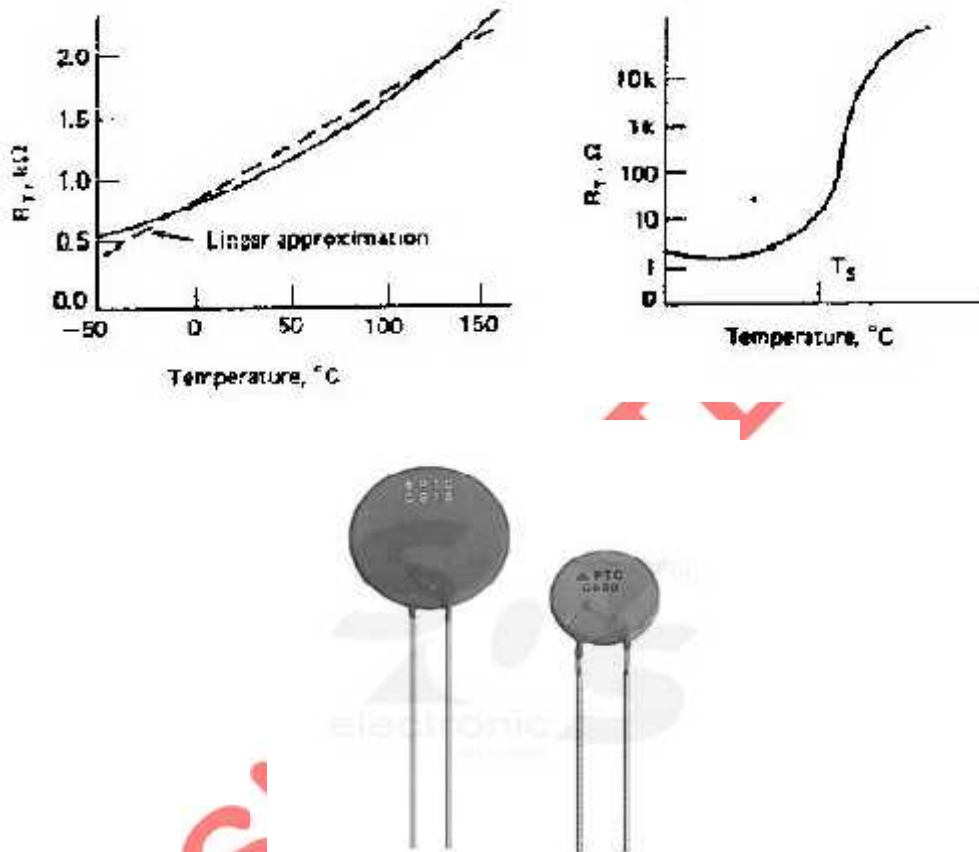 2.0
1.5
1.0
0.5
0.0
R_T, kΩ
Linear approximation
-50 0 50 100 150
Temperature, °C
10k
1k
100
10
1
0
R_T, Ω
T_S
Temperature, °C
PTC
electronic